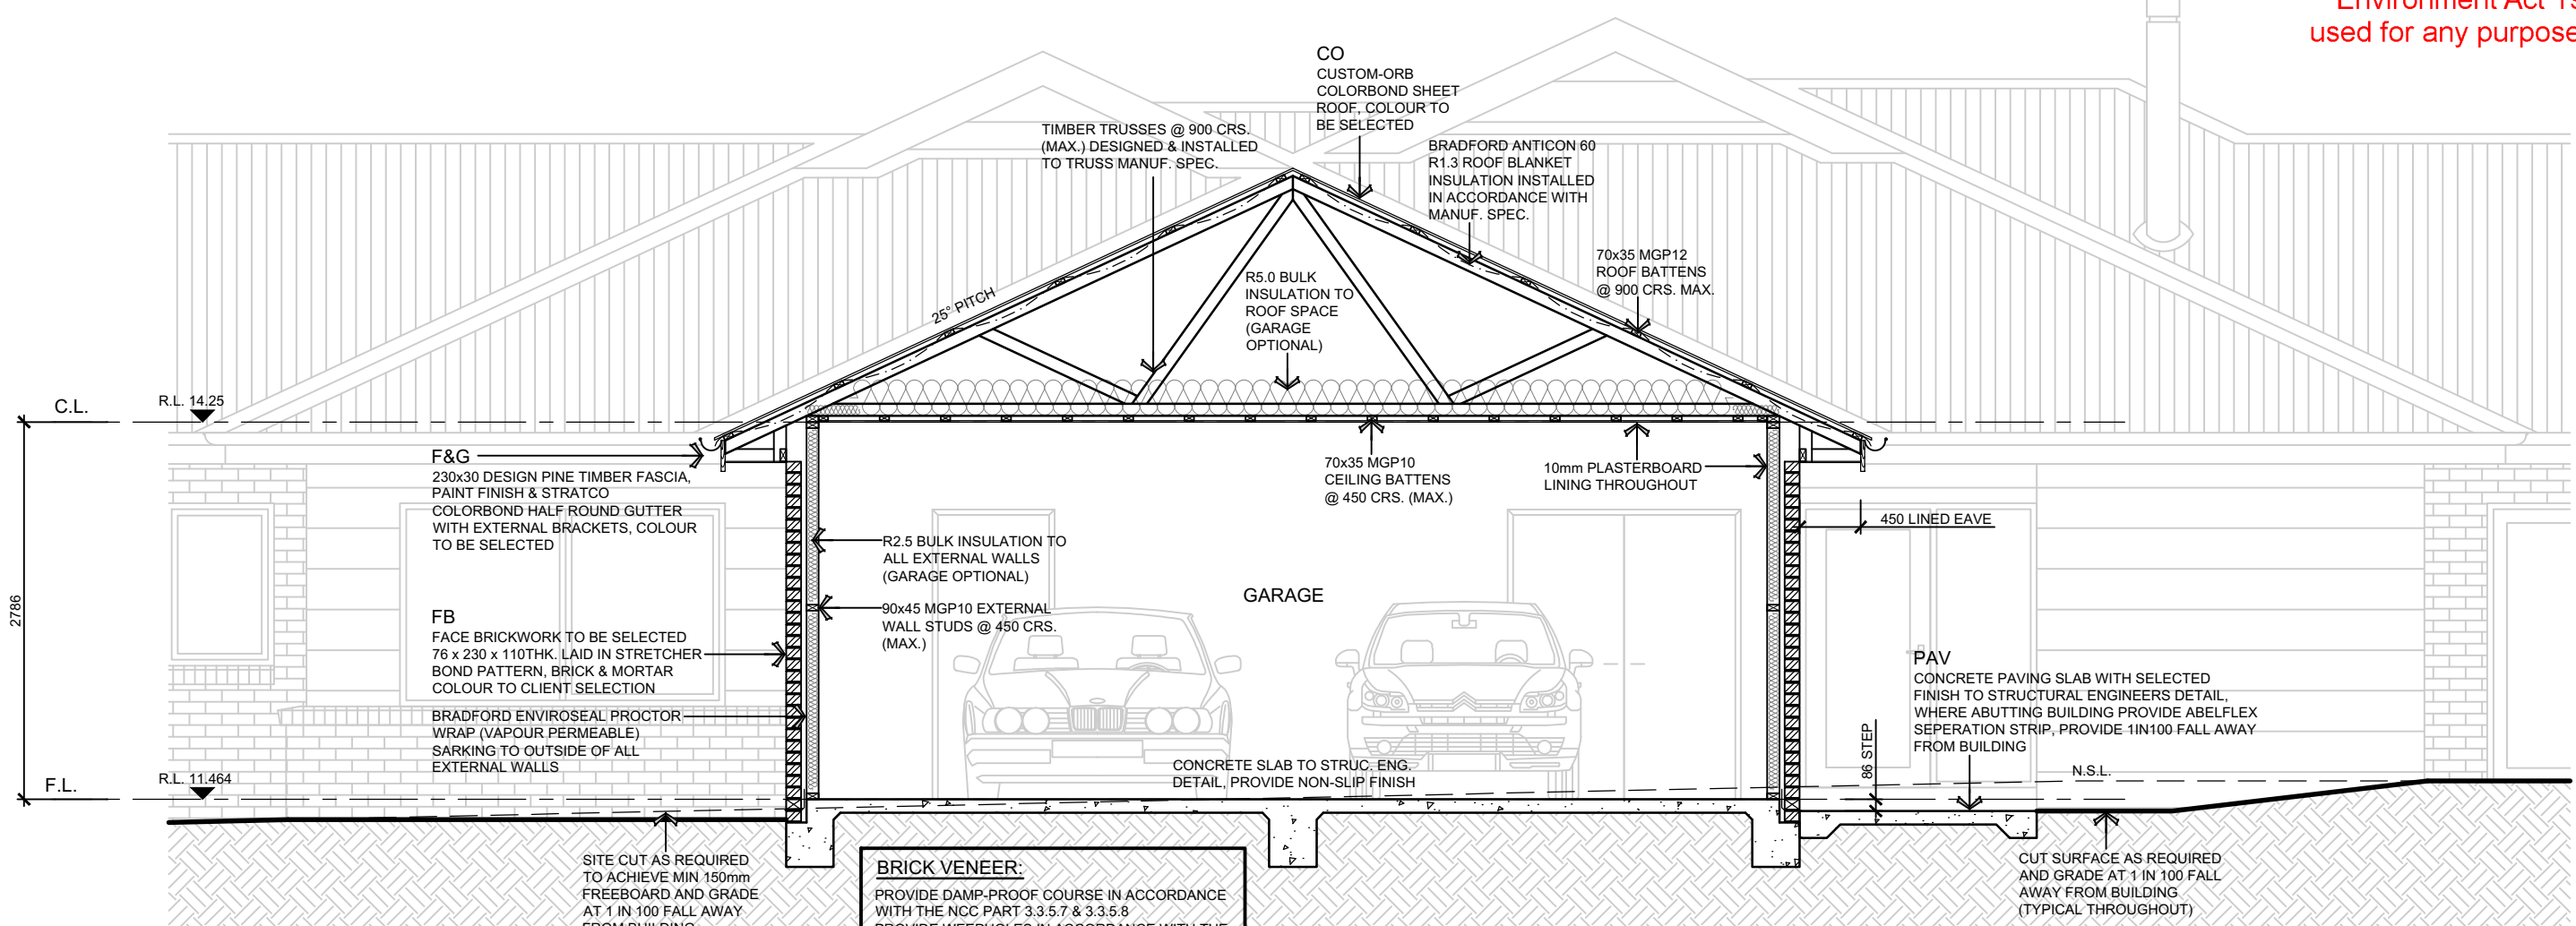 Environment Act 19
used for any purpose
CO
CUSTOM-ORB
COLORBOND SHEET
ROOF, COLOUR TO
BE SELECTED
TIMBER TRUSSES @ 900 CRS.
(MAX.) DESIGNED & INSTALLED
TO TRUSS MANUF. SPEC.
BRADFORD ANTICON 60
R1.3 ROOF BLANKET
INSULATION INSTALLED
IN ACCORDANCE WITH
MANUF. SPEC.
70x35 MGP12
ROOF BATTENS
@ 900 CRS. MAX.
R5.0 BULK
INSULATION TO
ROOF SPACE
(GARAGE
OPTIONAL)
25° PITCH
C.L.
R.L. 14.25
F&G
230x30 DESIGN PINE TIMBER FASCIA,
PAINT FINISH & STRATCO
COLORBOND HALF ROUND GUTTER
WITH EXTERNAL BRACKETS, COLOUR
TO BE SELECTED
70x35 MGP10
CEILING BATTENS
@ 450 CRS. (MAX.)
10mm PLASTERBOARD
LINING THROUGHOUT
450 LINED EAVE
R2.5 BULK INSULATION TO
ALL EXTERNAL WALLS
(GARAGE OPTIONAL)
90x45 MGP10 EXTERNAL
WALL STUDS @ 450 CRS.
(MAX.)
GARAGE
2786
FB
FACE BRICKWORK TO BE SELECTED
76 x 230 x 110THK. LAID IN STRETCHER
BOND PATTERN, BRICK & MORTAR
COLOUR TO CLIENT SELECTION
BRADFORD ENVIROSEAL PROCTOR
WRAP (VAPOUR PERMEABLE)
SARKING TO OUTSIDE OF ALL
EXTERNAL WALLS
PAV
CONCRETE PAVING SLAB WITH SELECTED
FINISH TO STRUCTURAL ENGINEERS DETAIL,
WHERE ABUTTING BUILDING PROVIDE ABELFLEX
SEPERATION STRIP, PROVIDE 1IN100 FALL AWAY
FROM BUILDING
86 STEP
N.S.L.
CONCRETE SLAB TO STRUC. ENG.
DETAIL, PROVIDE NON-SLIP FINISH
F.L.
R.L. 11.464
SITE CUT AS REQUIRED
TO ACHIEVE MIN 150mm
FREEBOARD AND GRADE
AT 1 IN 100 FALL AWAY
FROM BUILDING
BRICK VENEER:
PROVIDE DAMP-PROOF COURSE IN ACCORDANCE
WITH THE NCC PART 3.3.5.7 & 3.3.5.8
PROVIDE WEEPHOLES IN ACCORDANCE WITH THE
CUT SURFACE AS REQUIRED
AND GRADE AT 1 IN 100 FALL
AWAY FROM BUILDING
(TYPICAL THROUGHOUT)